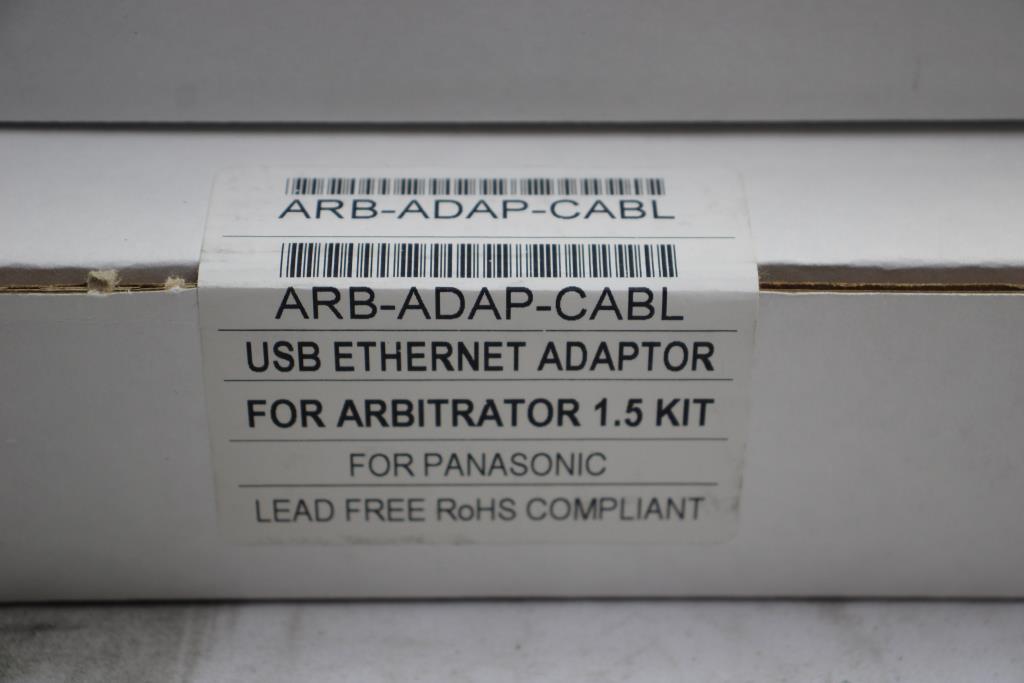 ARB-ADAP-CABL
ARB-ADAP-CABL
USB ETHERNET ADAPTOR
FOR ARBITRATOR 1.5 KIT
FOR PANASONIC
LEAD FREE RoHS COMPLIANT